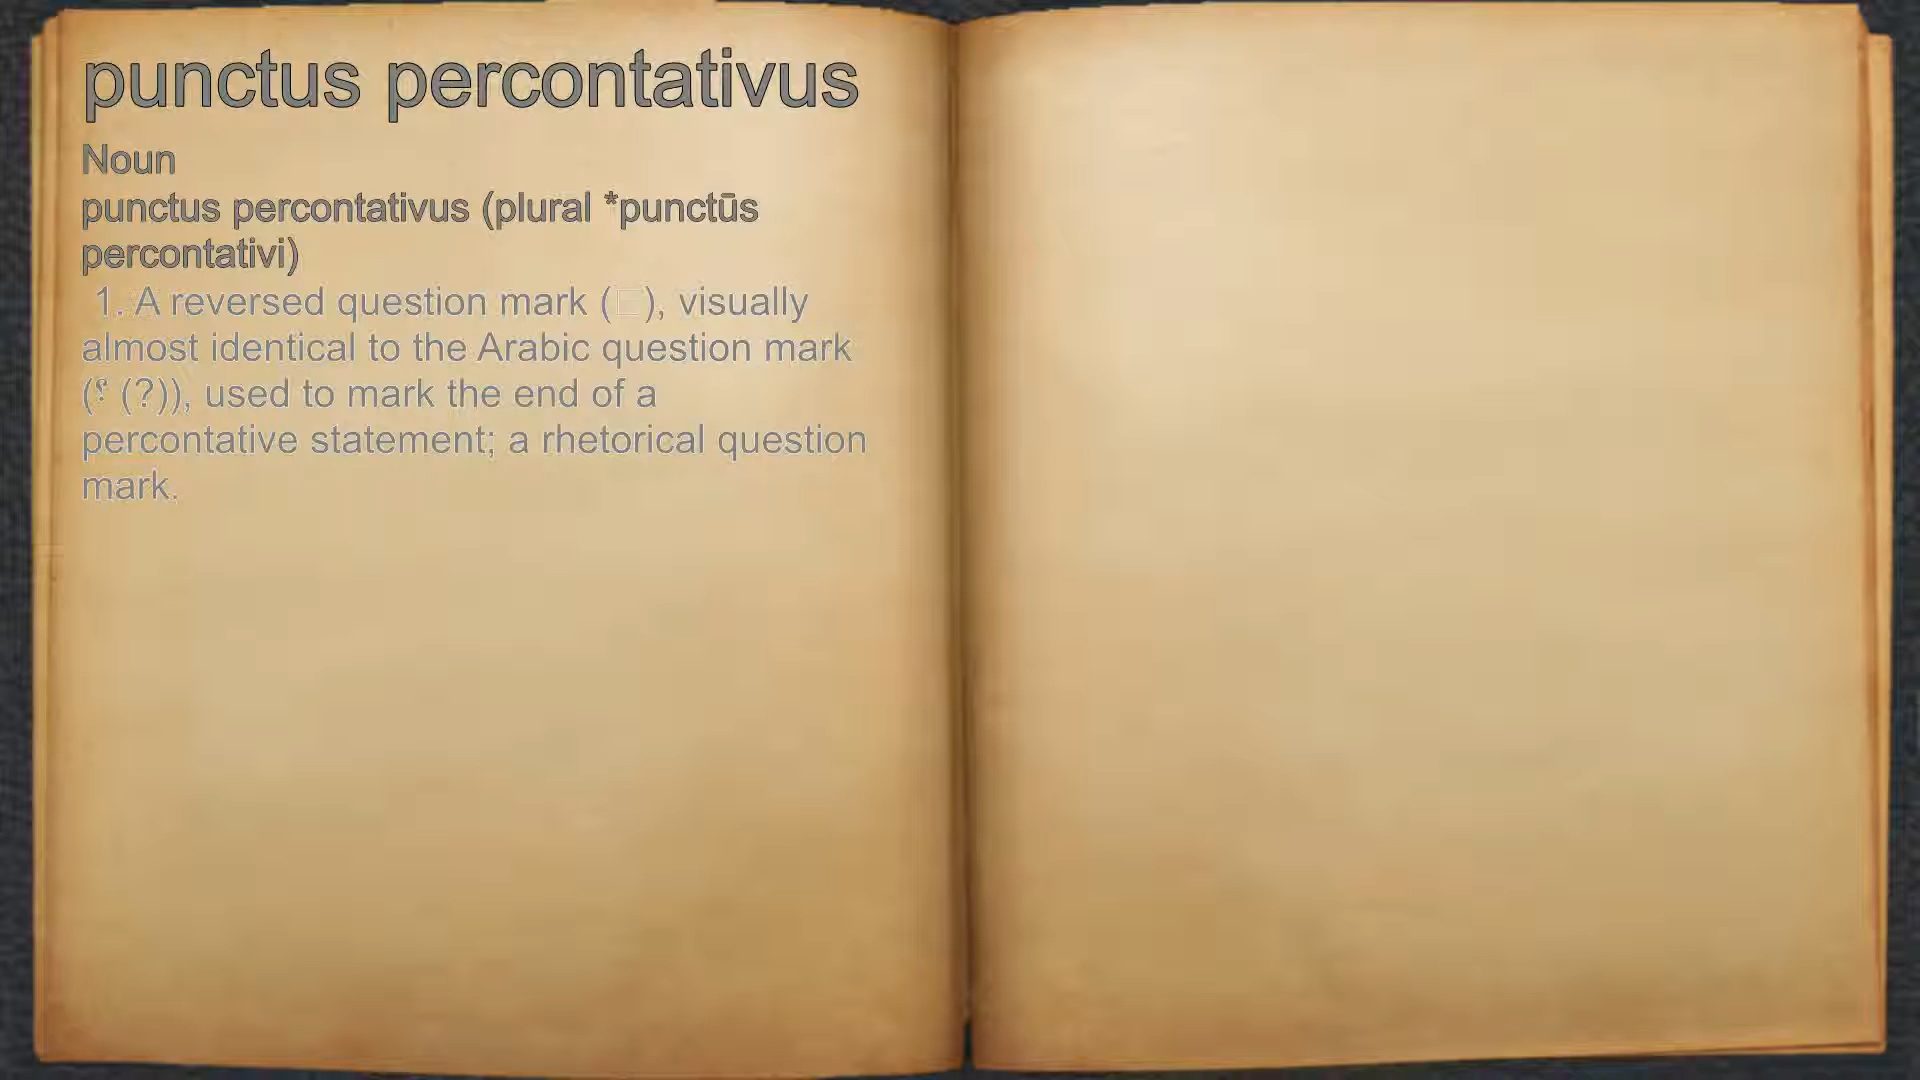 punctus percontativus
Noun
punctus percontativus (plural *punctūs
percontativi)
1. A reversed question mark (□), visually
almost identical to the Arabic question mark
(؟ (?)), used to mark the end of a
percontative statement; a rhetorical question
mark.